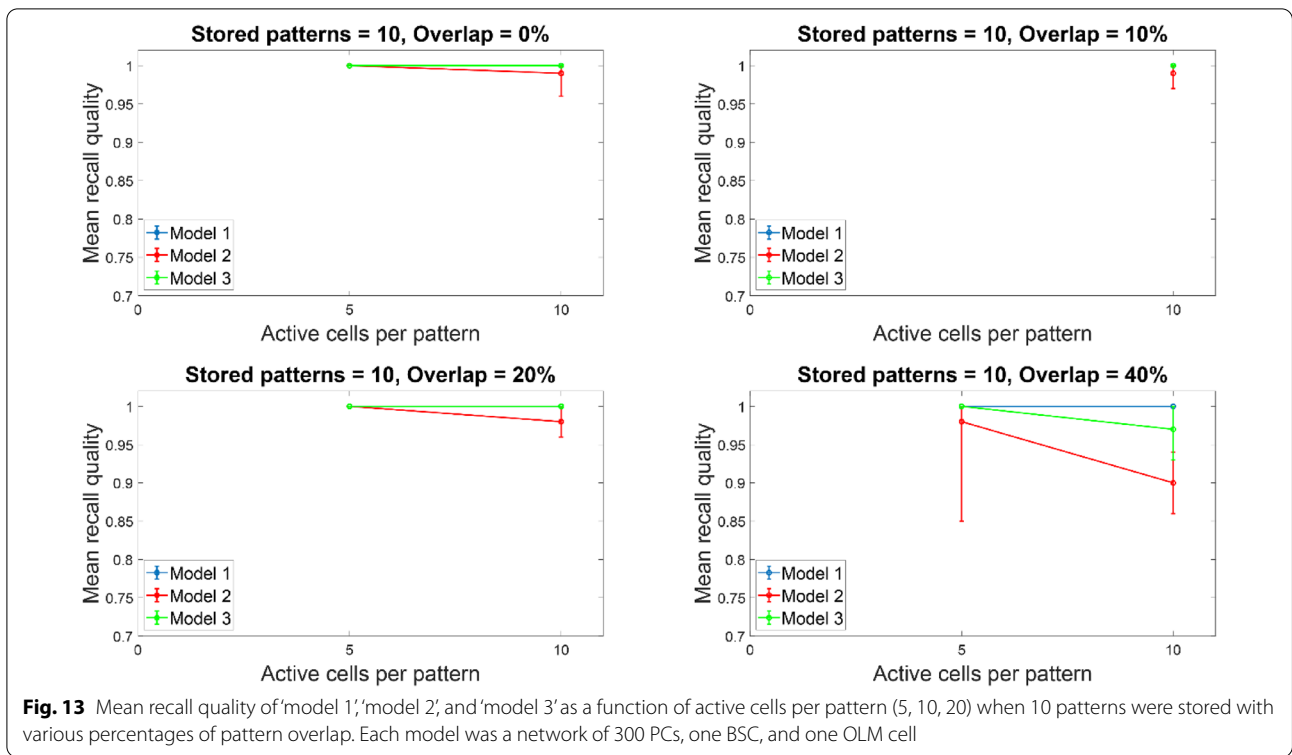 Stored patterns = 10, Overlap = 0%
Mean recall quality
1
0.95
0.9
0.85
0.8
0.75
0.7
Model 1
Model 2
Model 3
0
5
10
Active cells per pattern
Stored patterns = 10, Overlap = 10%
Mean recall quality
1
0.95
0.9
0.85
0.8
0.75
0.7
Model 1
Model 2
Model 3
0
10
Active cells per pattern
Stored patterns = 10, Overlap = 20%
Mean recall quality
1
0.95
0.9
0.85
0.8
0.75
0.7
Model 1
Model 2
Model 3
0
5
10
Active cells per pattern
Stored patterns = 10, Overlap = 40%
Mean recall quality
1
0.95
0.9
0.85
0.8
0.75
0.7
Model 1
Model 2
Model 3
0
5
10
Active cells per pattern
Fig. 13 Mean recall quality of ‘model 1’, ‘model 2’, and ‘model 3’ as a function of active cells per pattern (5, 10, 20) when 10 patterns were stored with
various percentages of pattern overlap. Each model was a network of 300 PCs, one BSC, and one OLM cell